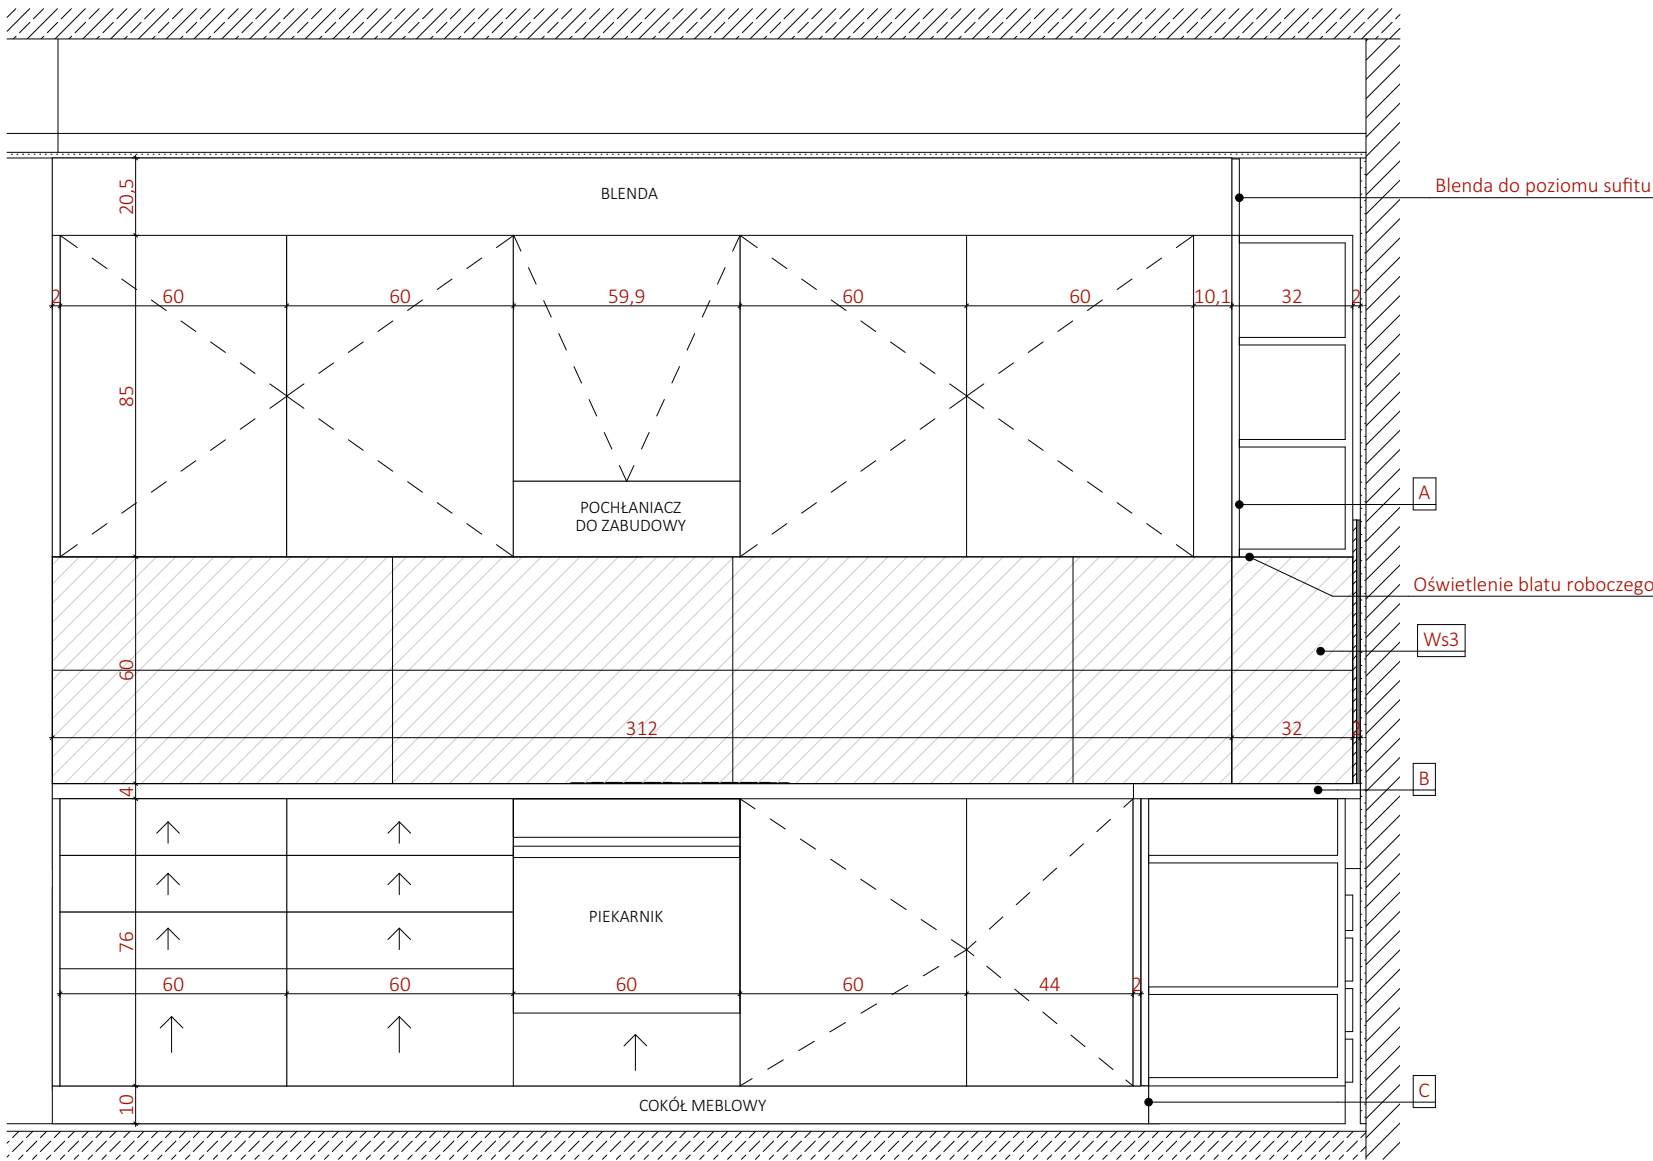 BLENDA
Blenda do poziomu sufitu
20,5
2
60
60
59,9
60
60
10,1
32
2
85
POCHŁANIACZ
DO ZABUDOWY
A
Oświetlenie blatu roboczego
Ws3
60
312
32
2
B
4
PIEKARNIK
76
60
60
60
60
44
2
C
10
COKÓŁ MEBLOWY